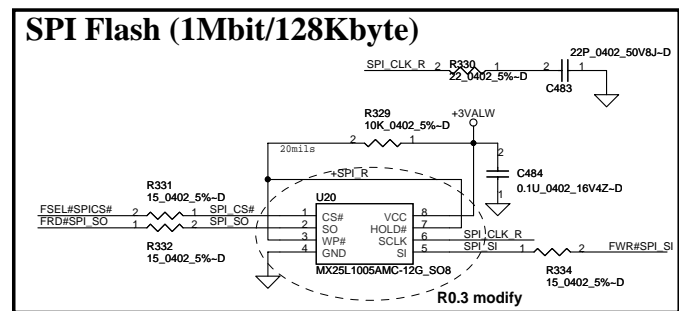 SPI Flash (1Mbit/128Kbyte)
22P_0402_50V8J~D
SPI_CLK_R 2 R330 1 2 1
22_0402_5%~D
C483
R329
10K_0402_5%~D
+3VALW
2 1
20mils
2
+SPI_R
C484
0.1U_0402_16V4Z~D
1
R331
15_0402_5%~D
U20
FSEL#SPICS# 2 1 SPI_CS# 1 CS# VCC 8
FRD#SPI_SO 1 2 SPI_SO 2 SO HOLD# 7
3 WP# SCLK 6 SPI_CLK_R
4 GND SI 5 SPI_SI 1 2 FWR#SPI_SI
R332
15_0402_5%~D
MX25L1005AMC-12G_SO8
R334
15_0402_5%~D
R0.3 modify